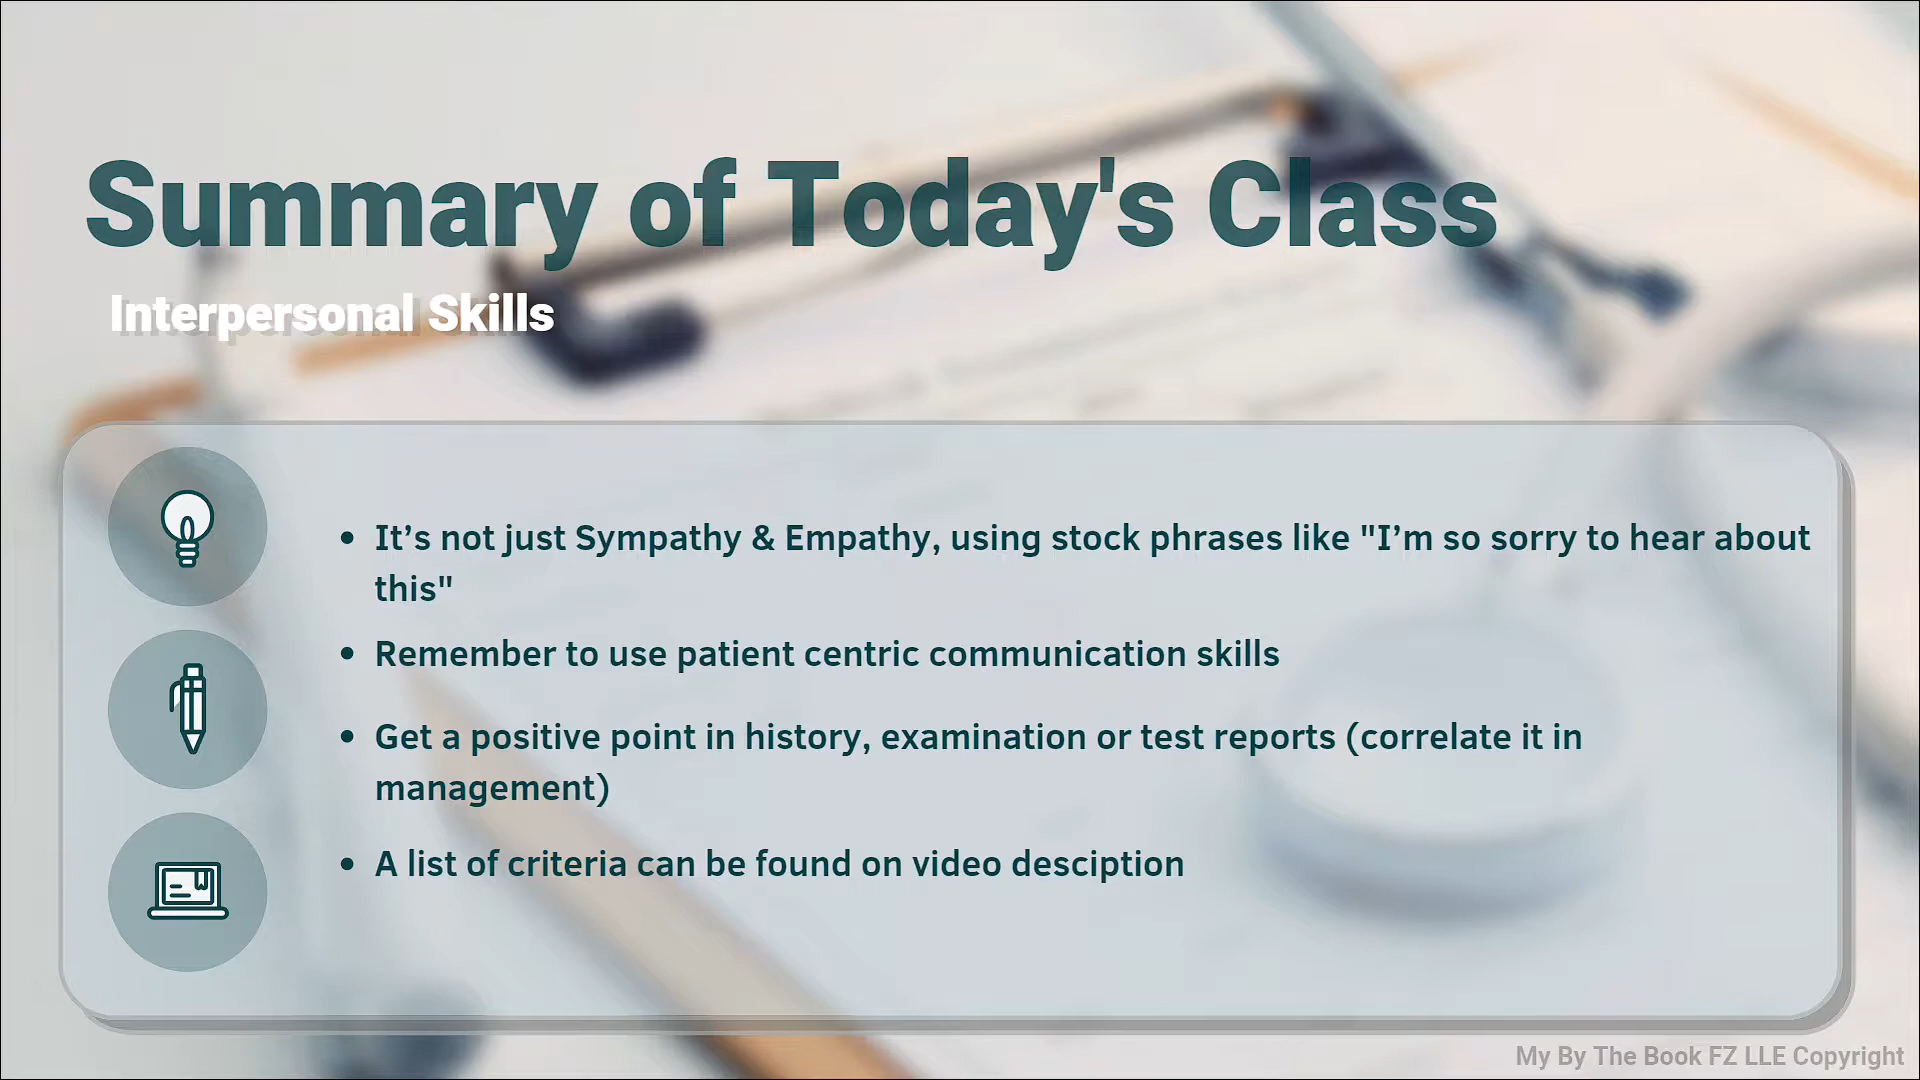 Summary of Today's Class
Interpersonal Skills
• It’s not just Sympathy & Empathy, using stock phrases like "I’m so sorry to hear about
this"
• Remember to use patient centric communication skills
• Get a positive point in history, examination or test reports (correlate it in
management)
• A list of criteria can be found on video desciption
My By The Book FZ LLE Copyright